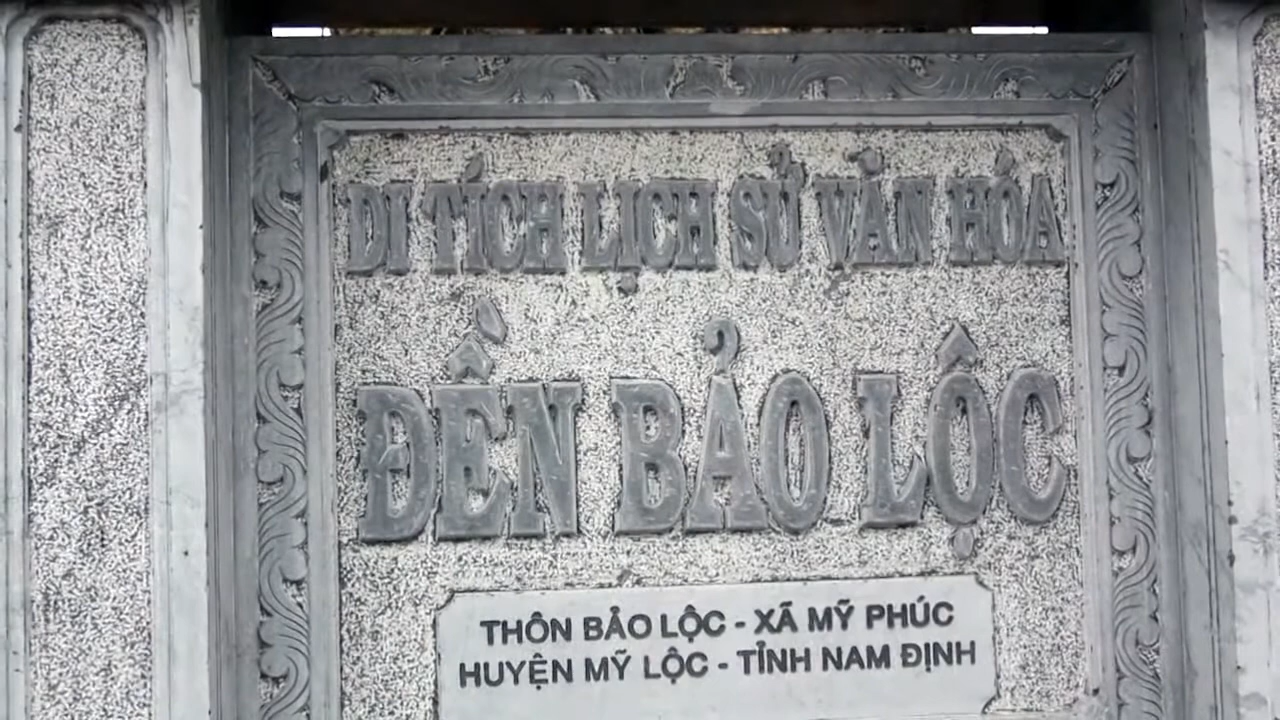 DI TÍCH LỊCH SỬ VĂN HÓA
ĐỀN BẢO LỘC
THÔN BẢO LỘC - XÃ MỸ PHÚC
HUYỆN MỸ LỘC - TỈNH NAM ĐỊNH